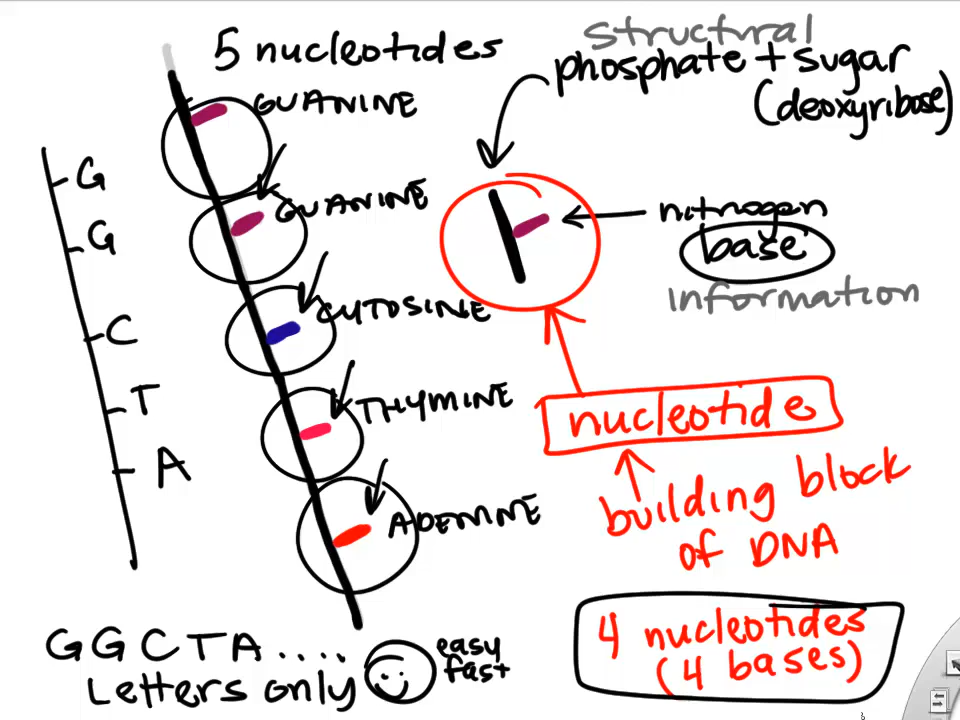 5 nucleotides
GUANINE
GUANINE
CYTOSINE
THYMINE
ADENINE
G
G
C
T
A
GGCTA....
Letters only
easy
fast
structural
phosphate + sugar
(deoxyribose)
nitrogen
base
information
nucleotide
building block
of DNA
4 nucleotides
(4 bases)